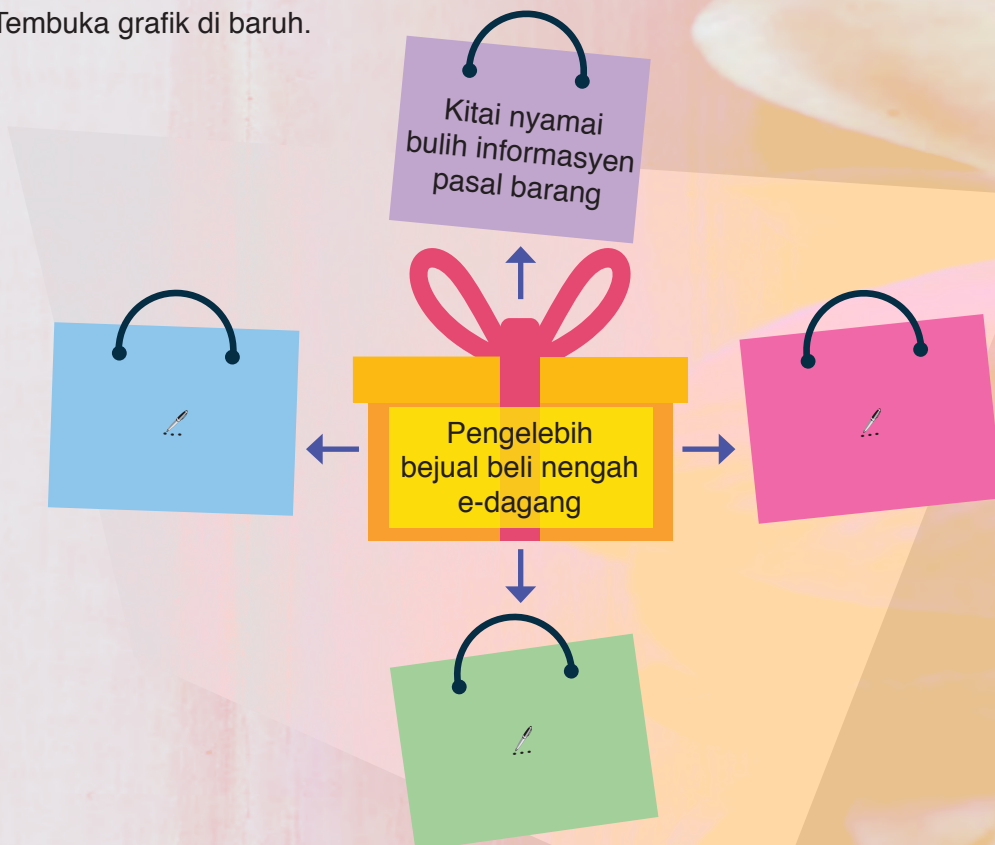 Tembuka grafik di baruh.
Kitai nyamai
bulih informasyen
pasal barang
Pengelebih
bejual beli nengah
e-dagang